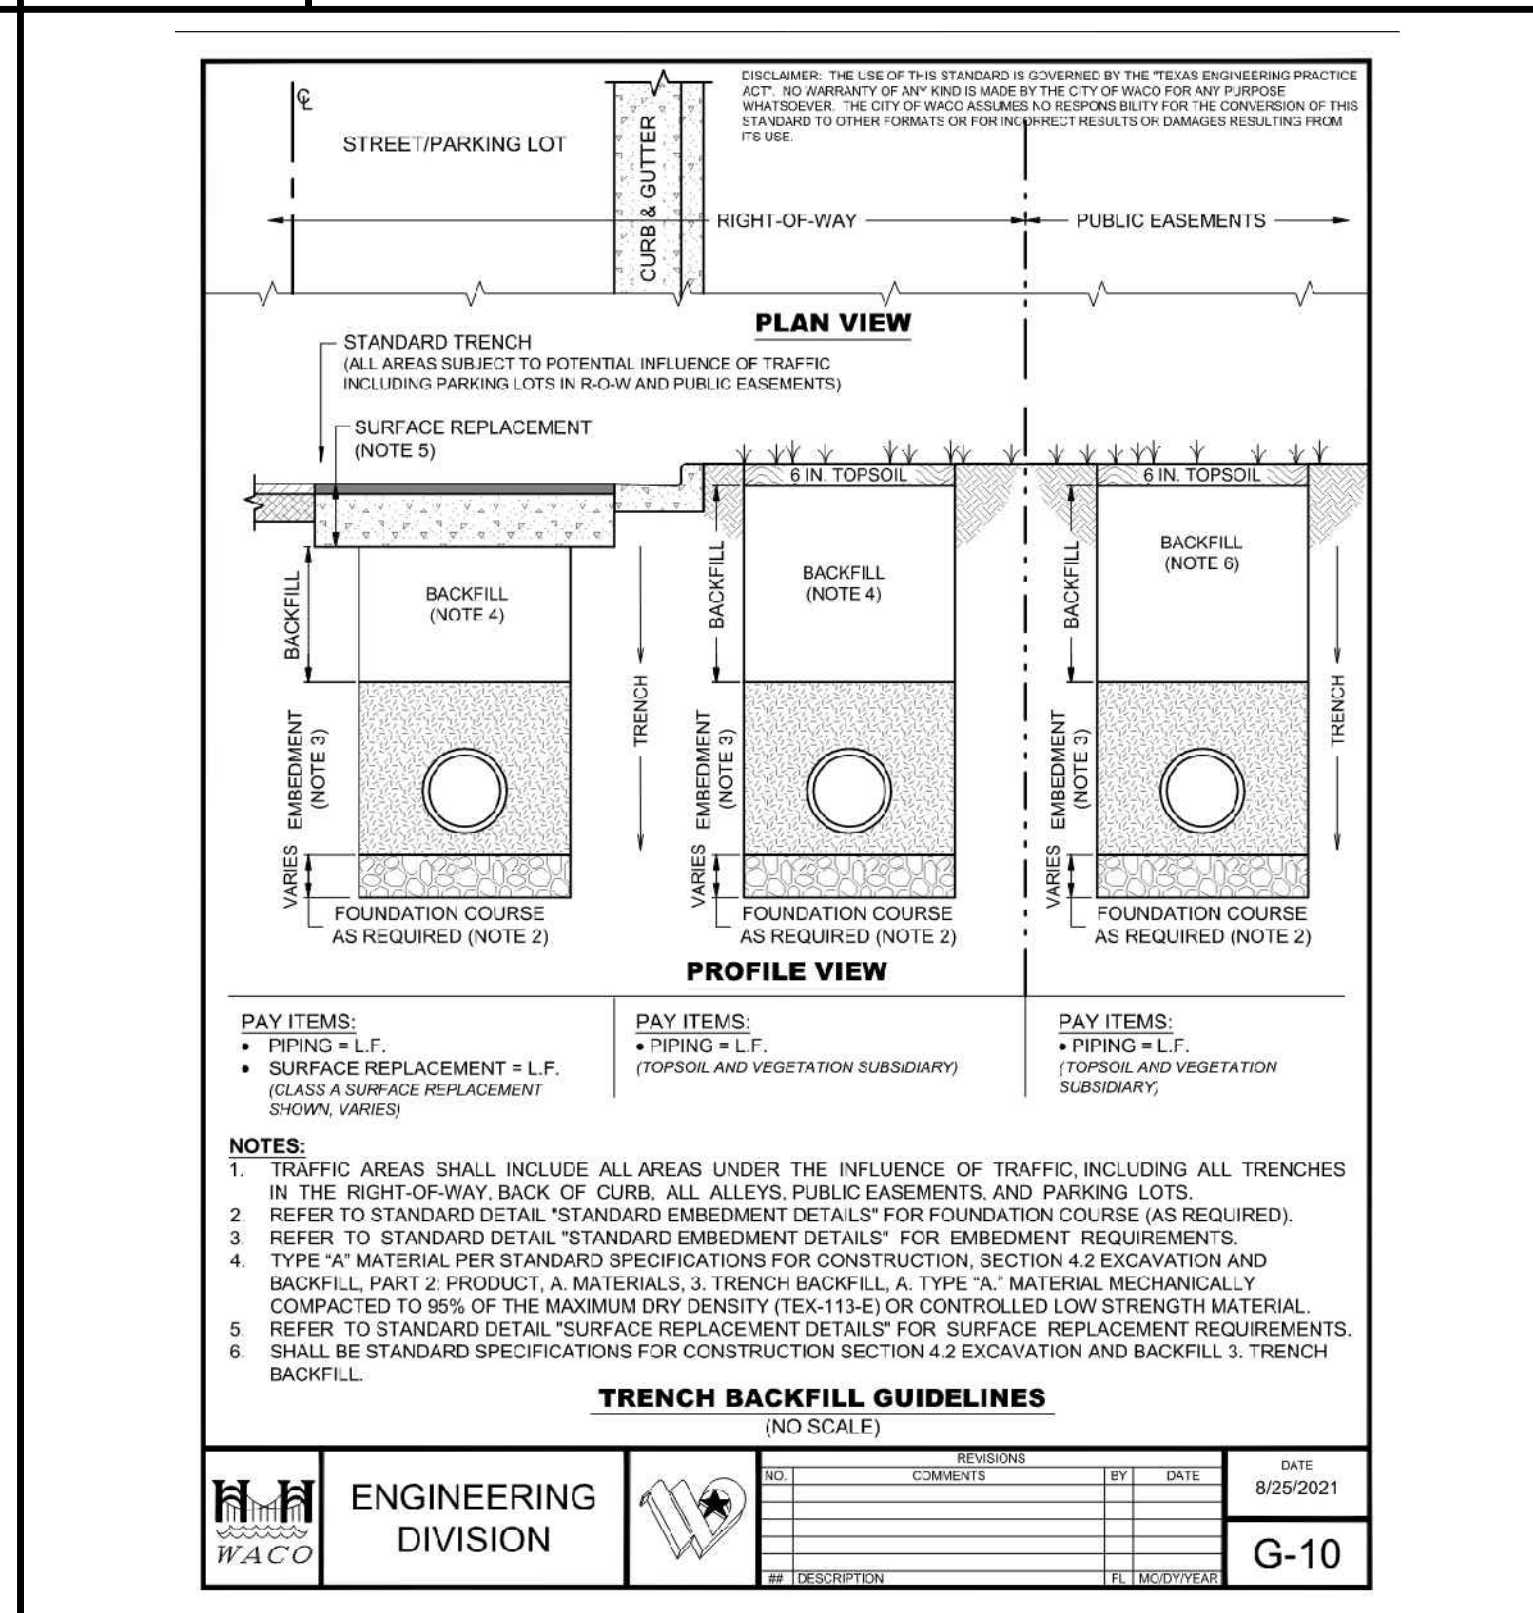 DISCLAIMER: THE USE OF THIS STANDARD IS GOVERNED BY THE "TEXAS ENGINEERING PRACTICE
ACT". NO WARRANTY OF ANY KIND IS MADE BY THE CITY OF WACO FOR ANY PURPOSE
WHATSOEVER. THE CITY OF WACO ASSUMES NO RESPONS BILITY FOR THE CONVERSION OF THIS
STANDARD TO OTHER FORMATS OR FOR INCORRECT RESULTS OR DAMAGES RESULTING FROM
ITS USE.
℄
STREET/PARKING LOT
CURB & GUTTER
RIGHT-OF-WAY
PUBLIC EASEMENTS
PLAN VIEW
STANDARD TRENCH
(ALL AREAS SUBJECT TO POTENTIAL INFLUENCE OF TRAFFIC
INCLUDING PARKING LOTS IN R-O-W AND PUBLIC EASEMENTS)
SURFACE REPLACEMENT
(NOTE 5)
6 IN. TOPSOIL
6 IN. TOPSOIL
BACKFILL
BACKFILL
(NOTE 4)
BACKFILL
BACKFILL
(NOTE 4)
BACKFILL
BACKFILL
(NOTE 6)
EMBEDMENT
(NOTE 3)
TRENCH
EMBEDMENT
(NOTE 3)
EMBEDMENT
(NOTE 3)
TRENCH
VARIES
VARIES
VARIES
FOUNDATION COURSE
AS REQUIRED (NOTE 2)
FOUNDATION COURSE
AS REQUIRED (NOTE 2)
FOUNDATION COURSE
AS REQUIRED (NOTE 2)
PROFILE VIEW
PAY ITEMS:
• PIPING = L.F.
• SURFACE REPLACEMENT = L.F.
(CLASS A SURFACE REPLACEMENT
SHOWN, VARIES)
PAY ITEMS:
• PIPING = L.F.
(TOPSOIL AND VEGETATION SUBSIDIARY)
PAY ITEMS:
• PIPING = L.F.
(TOPSOIL AND VEGETATION
SUBSIDIARY)
NOTES:
1. TRAFFIC AREAS SHALL INCLUDE ALL AREAS UNDER THE INFLUENCE OF TRAFFIC, INCLUDING ALL TRENCHES
IN THE RIGHT-OF-WAY, BACK OF CURB, ALL ALLEYS, PUBLIC EASEMENTS, AND PARKING LOTS.
2 REFER TO STANDARD DETAIL "STANDARD EMBEDMENT DETAILS" FOR FOUNDATION COURSE (AS REQUIRED).
3. REFER TO STANDARD DETAIL "STANDARD EMBEDMENT DETAILS" FOR EMBEDMENT REQUIREMENTS.
4. TYPE “A” MATERIAL PER STANDARD SPECIFICATIONS FOR CONSTRUCTION, SECTION 4.2 EXCAVATION AND
BACKFILL, PART 2: PRODUCT, A. MATERIALS, 3. TRENCH BACKFILL, A. TYPE “A.” MATERIAL MECHANICALLY
COMPACTED TO 95% OF THE MAXIMUM DRY DENSITY (TEX-113-E) OR CONTROLLED LOW STRENGTH MATERIAL.
5 REFER TO STANDARD DETAIL "SURFACE REPLACEMENT DETAILS" FOR SURFACE REPLACEMENT REQUIREMENTS.
6. SHALL BE STANDARD SPECIFICATIONS FOR CONSTRUCTION SECTION 4.2 EXCAVATION AND BACKFILL 3. TRENCH
BACKFILL.
TRENCH BACKFILL GUIDELINES
(NO SCALE)
WACO
ENGINEERING
DIVISION
REVISIONS
NO. COMMENTS BY DATE
## DESCRIPTION FL MO/DY/YEAR
DATE
8/25/2021
G-10